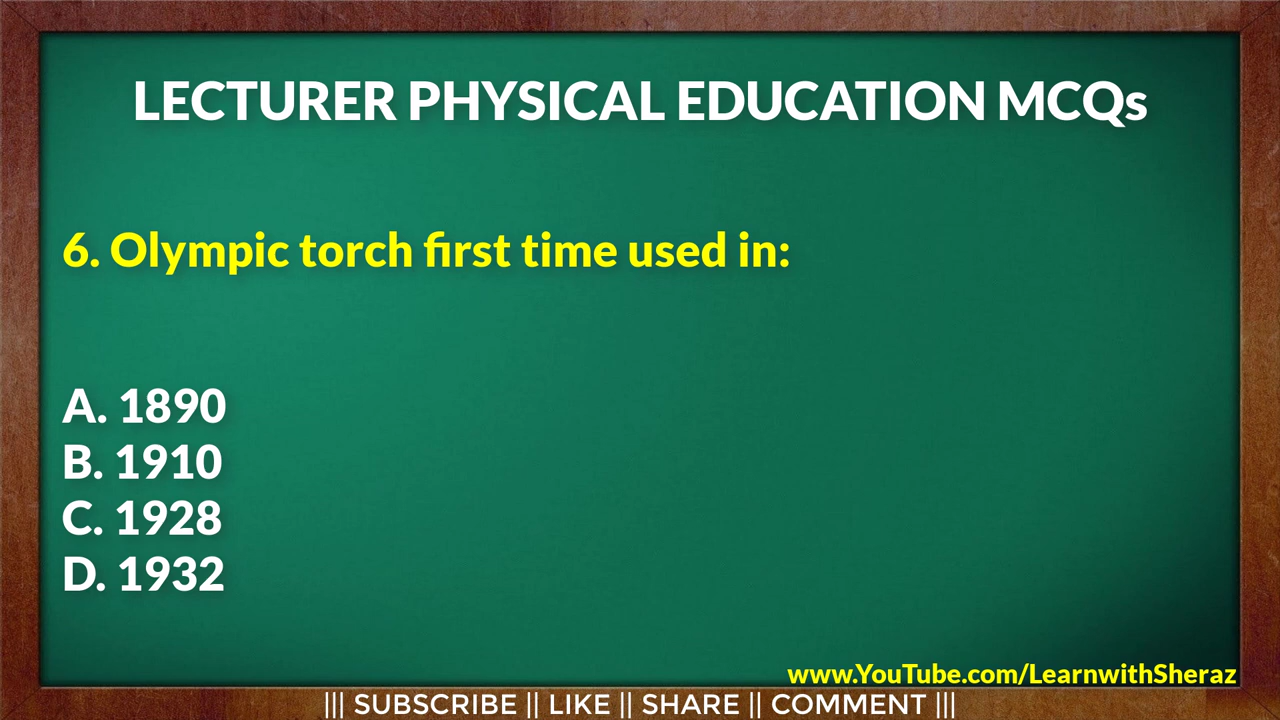 LECTURER PHYSICAL EDUCATION MCQs
6. Olympic torch first time used in:
A. 1890
B. 1910
C. 1928
D. 1932
www.YouTube.com/LearnwithSheraz
||| SUBSCRIBE || LIKE || SHARE || COMMENT |||